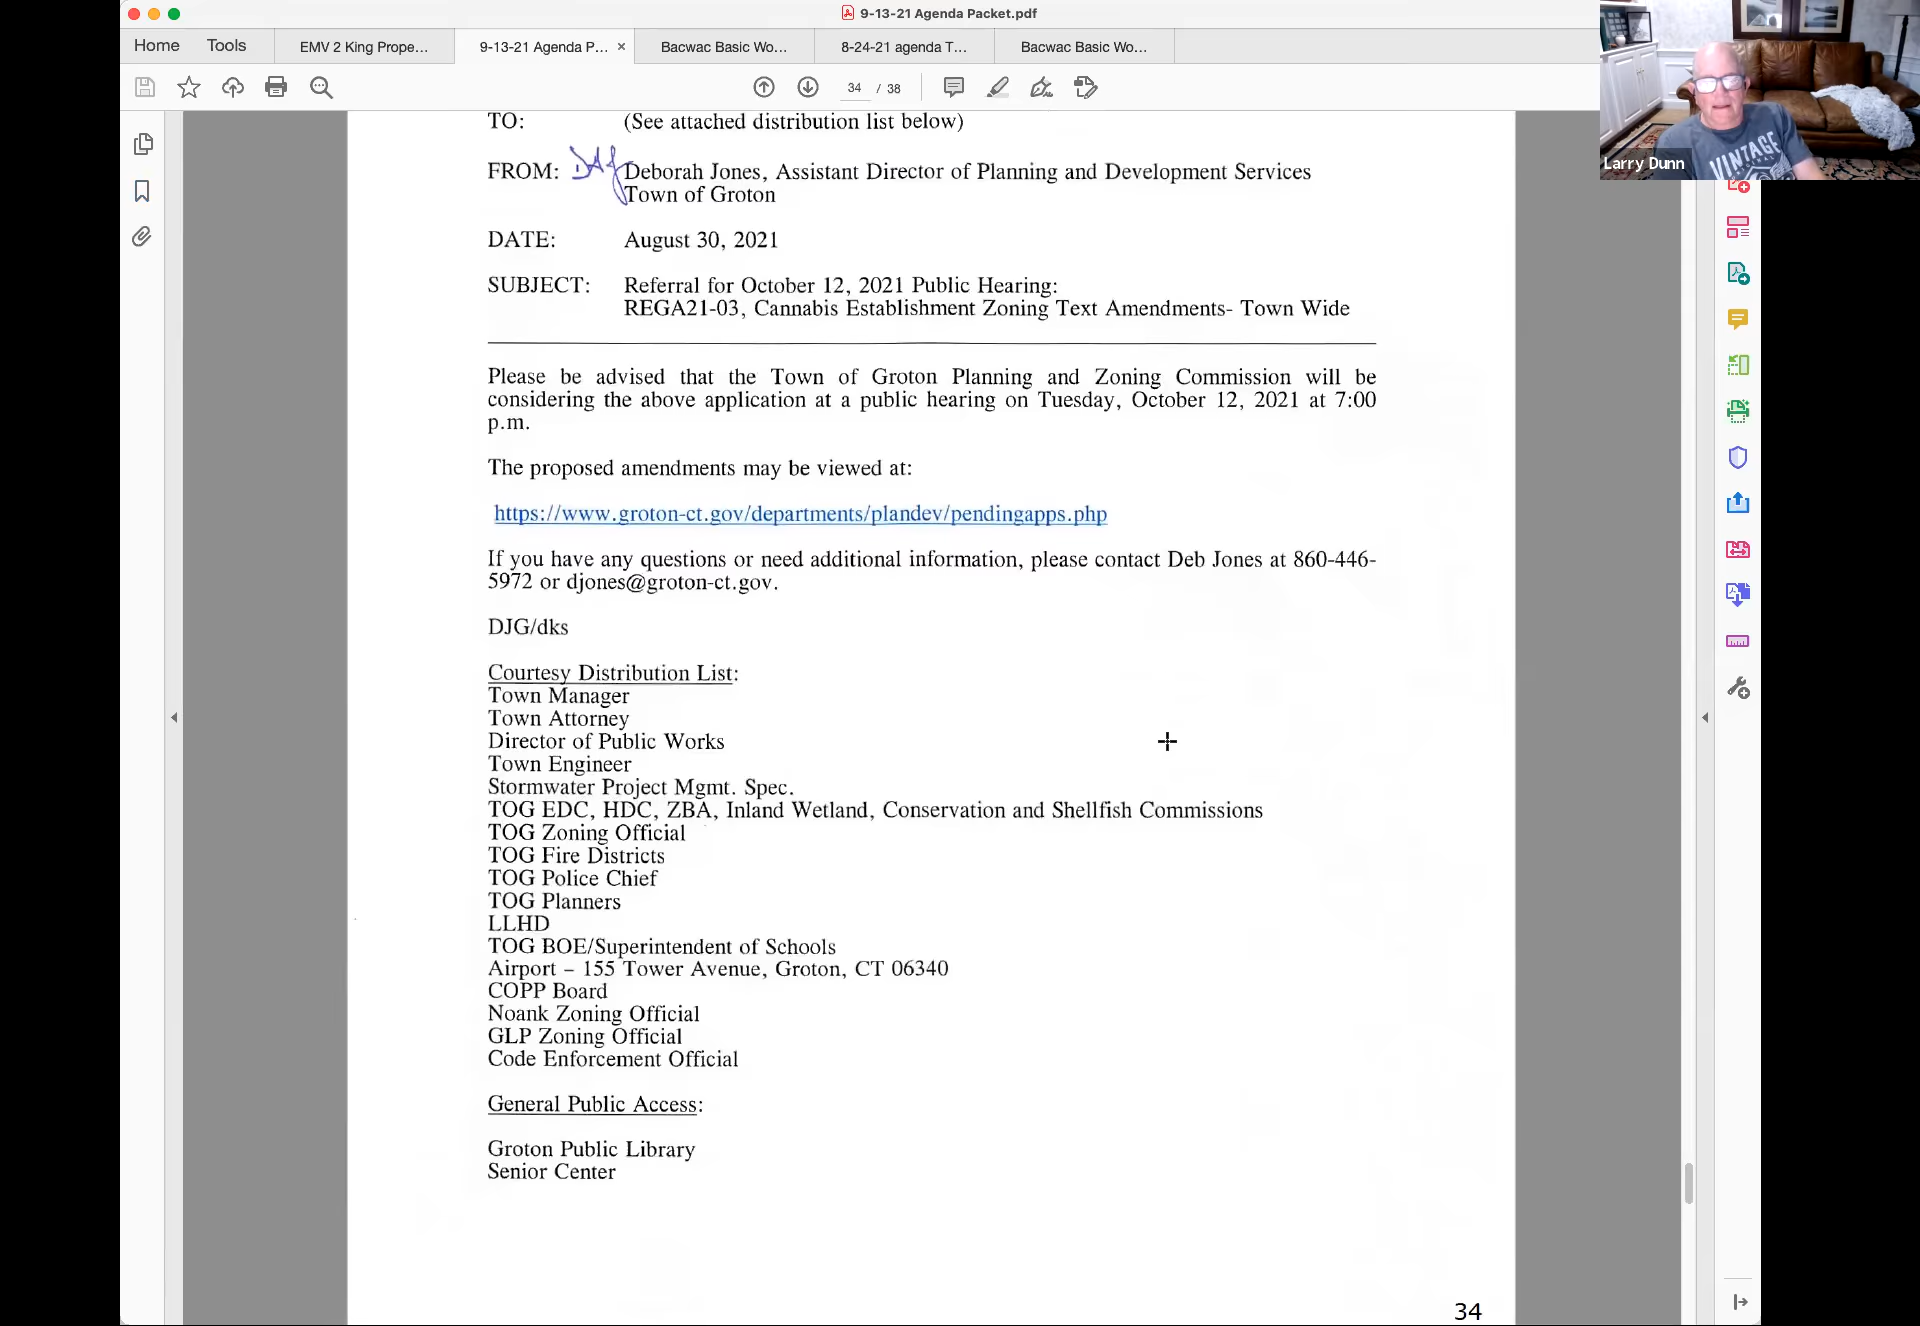 9-13-21 Agenda Packet.pdf
Home Tools EMV 2 King Prope... 9-13-21 Agenda P... × Bacwac Basic Wo... 8-24-21 agenda T... Bacwac Basic Wo...
34 / 38
Larry Dunn
VINTAGE
TO: (See attached distribution list below)
FROM: Deborah Jones, Assistant Director of Planning and Development Services
Town of Groton
DATE: August 30, 2021
SUBJECT: Referral for October 12, 2021 Public Hearing:
REGA21-03, Cannabis Establishment Zoning Text Amendments- Town Wide
Please be advised that the Town of Groton Planning and Zoning Commission will be
considering the above application at a public hearing on Tuesday, October 12, 2021 at 7:00
p.m.
The proposed amendments may be viewed at:
https://www.groton-ct.gov/departments/plandev/pendingapps.php
If you have any questions or need additional information, please contact Deb Jones at 860-446-
5972 or djones@groton-ct.gov.
DJG/dks
Courtesy Distribution List:
Town Manager
Town Attorney
Director of Public Works
Town Engineer
Stormwater Project Mgmt. Spec.
TOG EDC, HDC, ZBA, Inland Wetland, Conservation and Shellfish Commissions
TOG Zoning Official
TOG Fire Districts
TOG Police Chief
TOG Planners
LLHD
TOG BOE/Superintendent of Schools
Airport – 155 Tower Avenue, Groton, CT 06340
COPP Board
Noank Zoning Official
GLP Zoning Official
Code Enforcement Official
General Public Access:
Groton Public Library
Senior Center
34